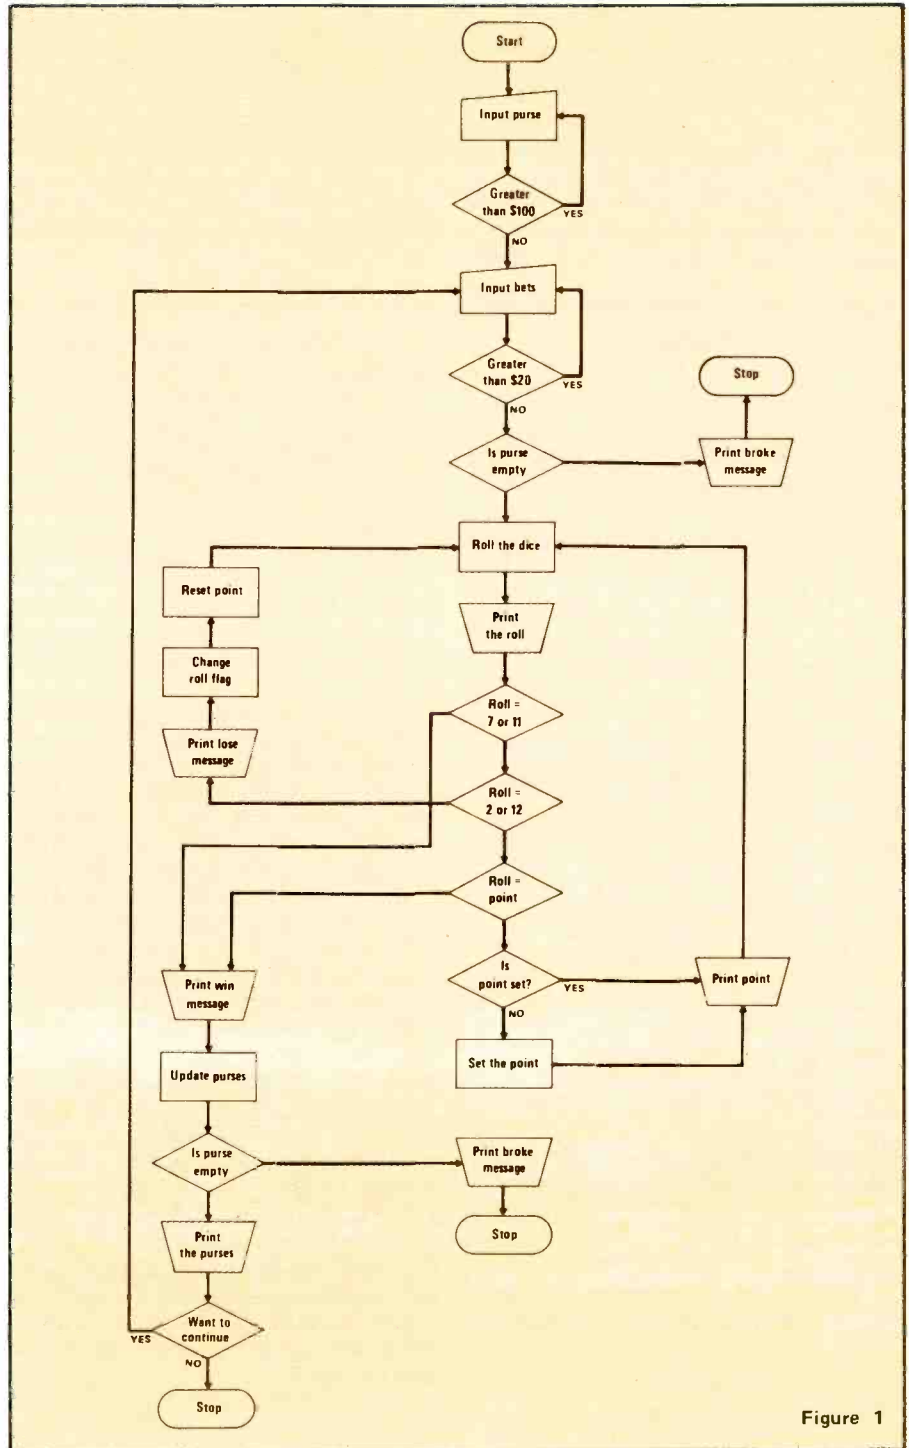 Start
Input purse
Greater
than $100
YES
NO
Input bets
Greater
than $20
YES
NO
Stop
Is purse
empty
Print broke
message
Roll the dice
Reset point
Print
the roll
Change
roll flag
Roll =
7 or 11
Print lose
message
Roll =
2 or 12
Roll =
point
Is
point set?
YES
NO
Print point
Print win
message
Set the point
Update purses
Is purse
empty
Print broke
message
Print
the purses
Stop
Want to
continue
YES
NO
Stop
Figure 1